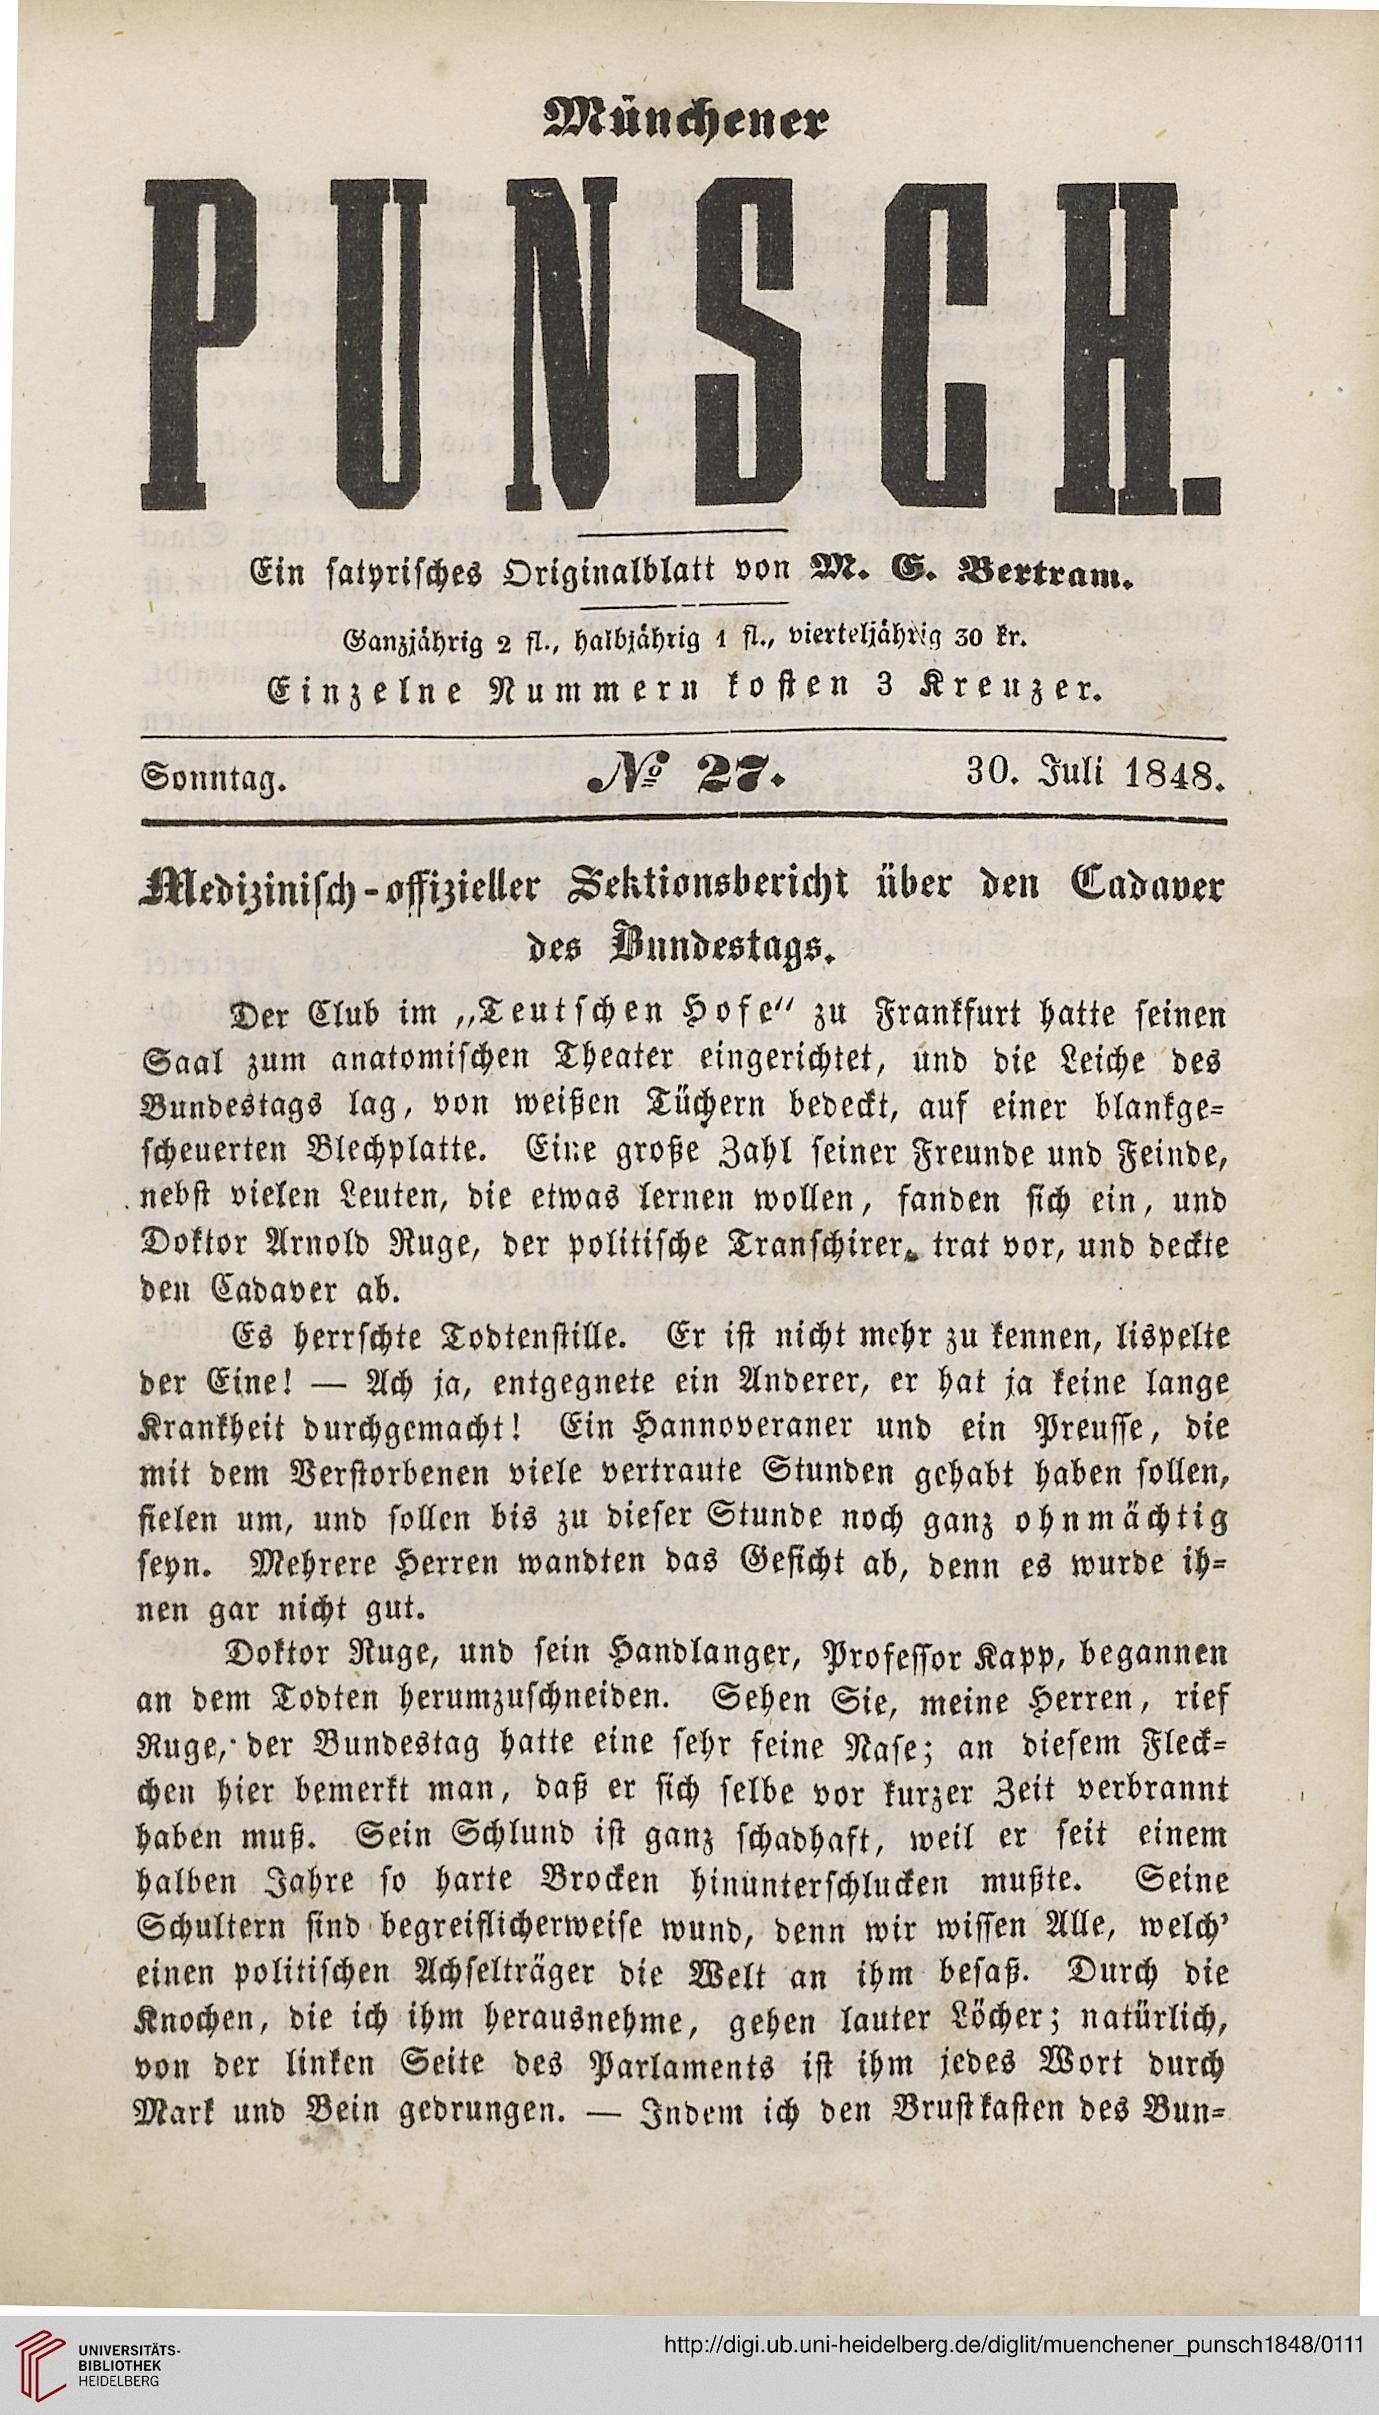 Münchener
PUNSCH.
Ein satyrisches Originalblatt von M. E. Bertram.
Ganzjährig 2 fl., halbjährig 1 fl., vierteljährig 30 kr.
Einzelne Nummern kosten 3 Kreuzer.
Sonntag. № 27. 30. Juli 1848.
Medizinisch-offizieller Sektionsbericht über den Cadaver
des Bundestags.
Der Club im „Teutschen Hofe“ zu Frankfurt hatte seinen
Saal zum anatomischen Theater eingerichtet, und die Leiche des
Bundestags lag, von weißen Tüchern bedeckt, auf einer blankge-
scheuerten Blechplatte. Eine große Zahl seiner Freunde und Feinde,
nebst vielen Leuten, die etwas lernen wollen, fanden sich ein, und
Doktor Arnold Ruge, der politische Transchirer, trat vor, und deckte
den Cadaver ab.
Es herrschte Todtenstille. Er ist nicht mehr zu kennen, lispelte
der Eine! — Ach ja, entgegnete ein Anderer, er hat ja keine lange
Krankheit durchgemacht! Ein Hannoveraner und ein Preusse, die
mit dem Verstorbenen viele vertraute Stunden gehabt haben sollen,
fielen um, und sollen bis zu dieser Stunde noch ganz ohnmächtig
seyn. Mehrere Herren wandten das Gesicht ab, denn es wurde ih-
nen gar nicht gut.
Doktor Ruge, und sein Handlanger, Professor Kapp, begannen
an dem Todten herumzuschneiden. Sehen Sie, meine Herren, rief
Ruge, der Bundestag hatte eine sehr feine Nase; an diesem Fleck-
chen hier bemerkt man, daß er sich selbe vor kurzer Zeit verbrannt
haben muß. Sein Schlund ist ganz schadhaft, weil er seit einem
halben Jahre so harte Brocken hinunterschlucken mußte. Seine
Schultern sind begreiflicherweise wund, denn wir wissen Alle, welch’
einen politischen Achselträger die Welt an ihm besaß. Durch die
Knochen, die ich ihm herausnehme, gehen lauter Löcher; natürlich,
von der linken Seite des Parlaments ist ihm jedes Wort durch
Mark und Bein gedrungen. — Indem ich den Brustkasten des Bun-
UNIVERSITÄTS-
BIBLIOTHEK
HEIDELBERG
http://digi.ub.uni-heidelberg.de/diglit/muenchener_punsch1848/0111